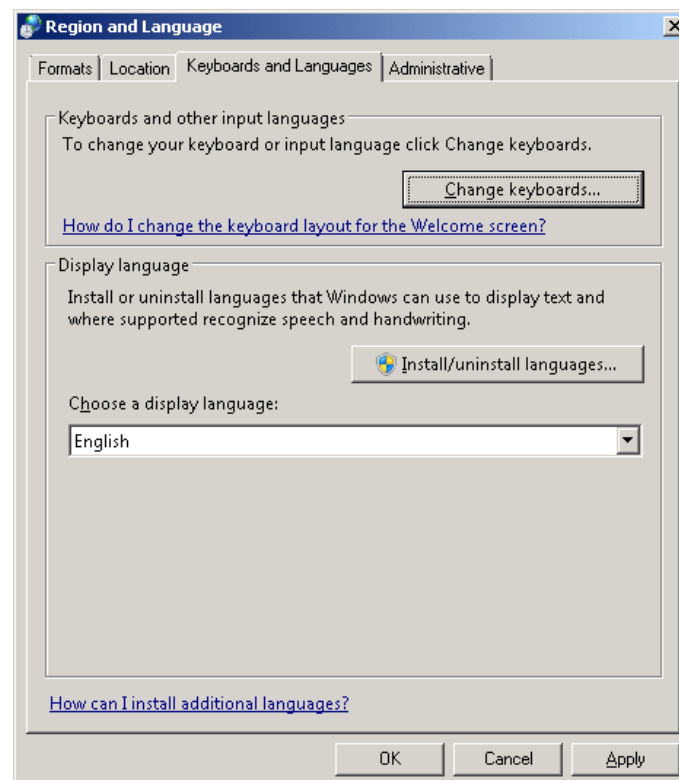 Region and Language
Formats Location Keyboards and Languages Administrative
Keyboards and other input languages
To change your keyboard or input language click Change keyboards.
Change keyboards...
How do I change the keyboard layout for the Welcome screen?
Display language
Install or uninstall languages that Windows can use to display text and
where supported recognize speech and handwriting.
Install/uninstall languages...
Choose a display language:
English
How can I install additional languages?
OK Cancel Apply